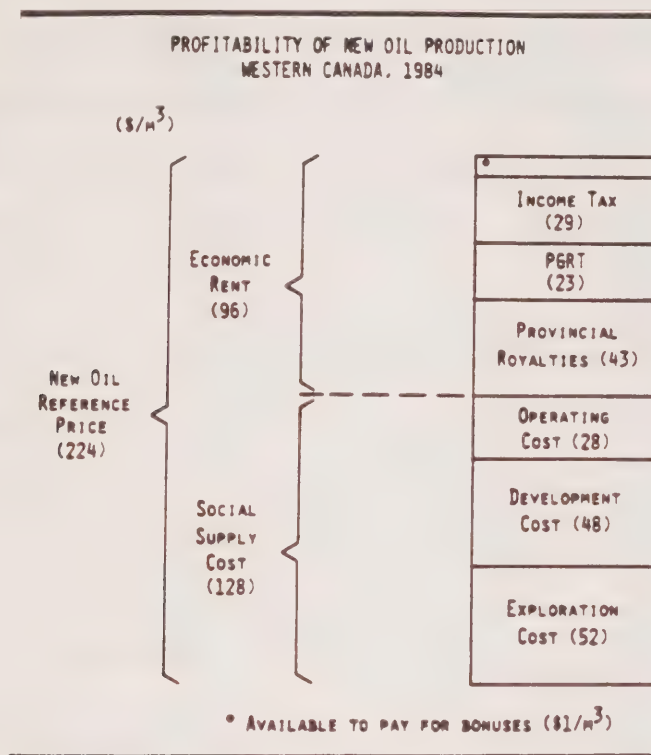 PROFITABILITY OF NEW OIL PRODUCTION
WESTERN CANADA, 1984
($/M³)
NEW OIL
REFERENCE
PRICE
(224)
ECONOMIC
RENT
(96)
SOCIAL
SUPPLY
COST
(128)
*
INCOME TAX
(29)
PGRT
(23)
PROVINCIAL
ROYALTIES (43)
OPERATING
COST (28)
DEVELOPMENT
COST (48)
EXPLORATION
COST (52)
* AVAILABLE TO PAY FOR BONUSES ($1/M³)